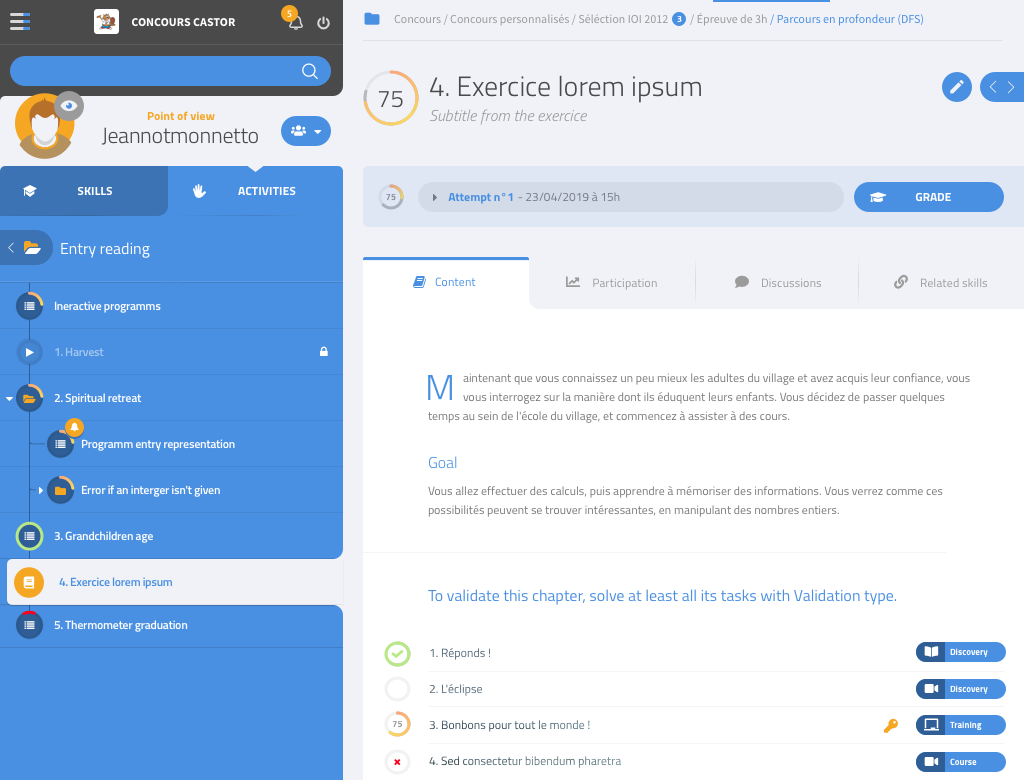 CONCOURS CASTOR
5
Point of view
Jeannotmonnetto
SKILLS
ACTIVITIES
Entry reading
Ineractive programms
1. Harvest
2. Spiritual retreat
Programm entry representation
Error if an interger isn't given
3. Grandchildren age
4. Exercice lorem ipsum
5. Thermometer graduation
Concours / Concours personnalisés / Séléction IOI 2012 3 / Épreuve de 3h / Parcours en profondeur (DFS)
75
4. Exercice lorem ipsum
Subtitle from the exercice
75
Attempt n°1 - 23/04/2019 à 15h
GRADE
Content
Participation
Discussions
Related skills
Maintenant que vous connaissez un peu mieux les adultes du village et avez acquis leur confiance, vous
vous interrogez sur la manière dont ils éduquent leurs enfants. Vous décidez de passer quelques
temps au sein de l'école du village, et commencez à assister à des cours.
Goal
Vous allez effectuer des calculs, puis apprendre à mémoriser des informations. Vous verrez comme ces
possibilités peuvent se trouver intéressantes, en manipulant des nombres entiers.
To validate this chapter, solve at least all its tasks with Validation type.
1. Réponds !
Discovery
2. L'éclipse
Discovery
75
3. Bonbons pour tout le monde !
Training
4. Sed consectetur bibendum pharetra
Course